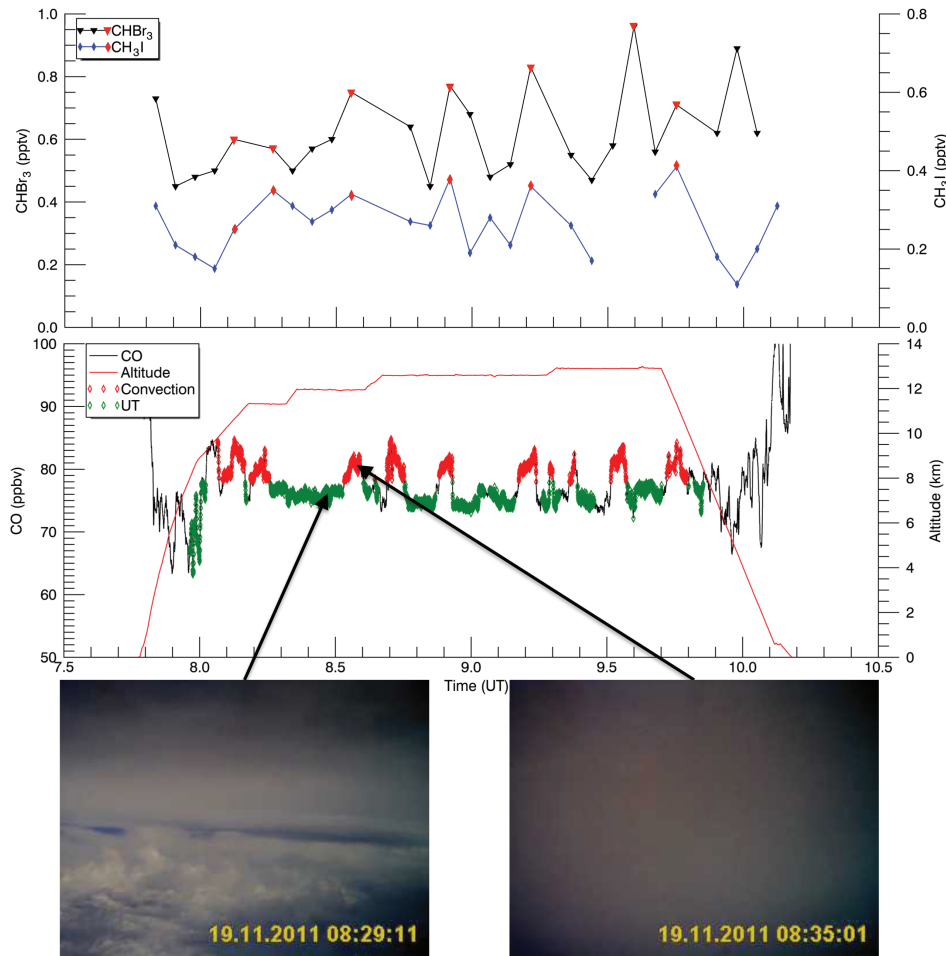 CHBr3
CH3I
1.0
0.8
0.6
0.4
0.2
0.0
CHBr3 (pptv)
0.8
0.6
0.4
0.2
0.0
CH3I (pptv)
CO
Altitude
Convection
UT
100
90
80
70
60
50
CO (ppbv)
14
12
10
8
6
4
2
0
Altitude (km)
7.5 8.0 8.5 9.0 9.5 10.0 10.5
Time (UT)
19.11.2011 08:29:11
19.11.2011 08:35:01